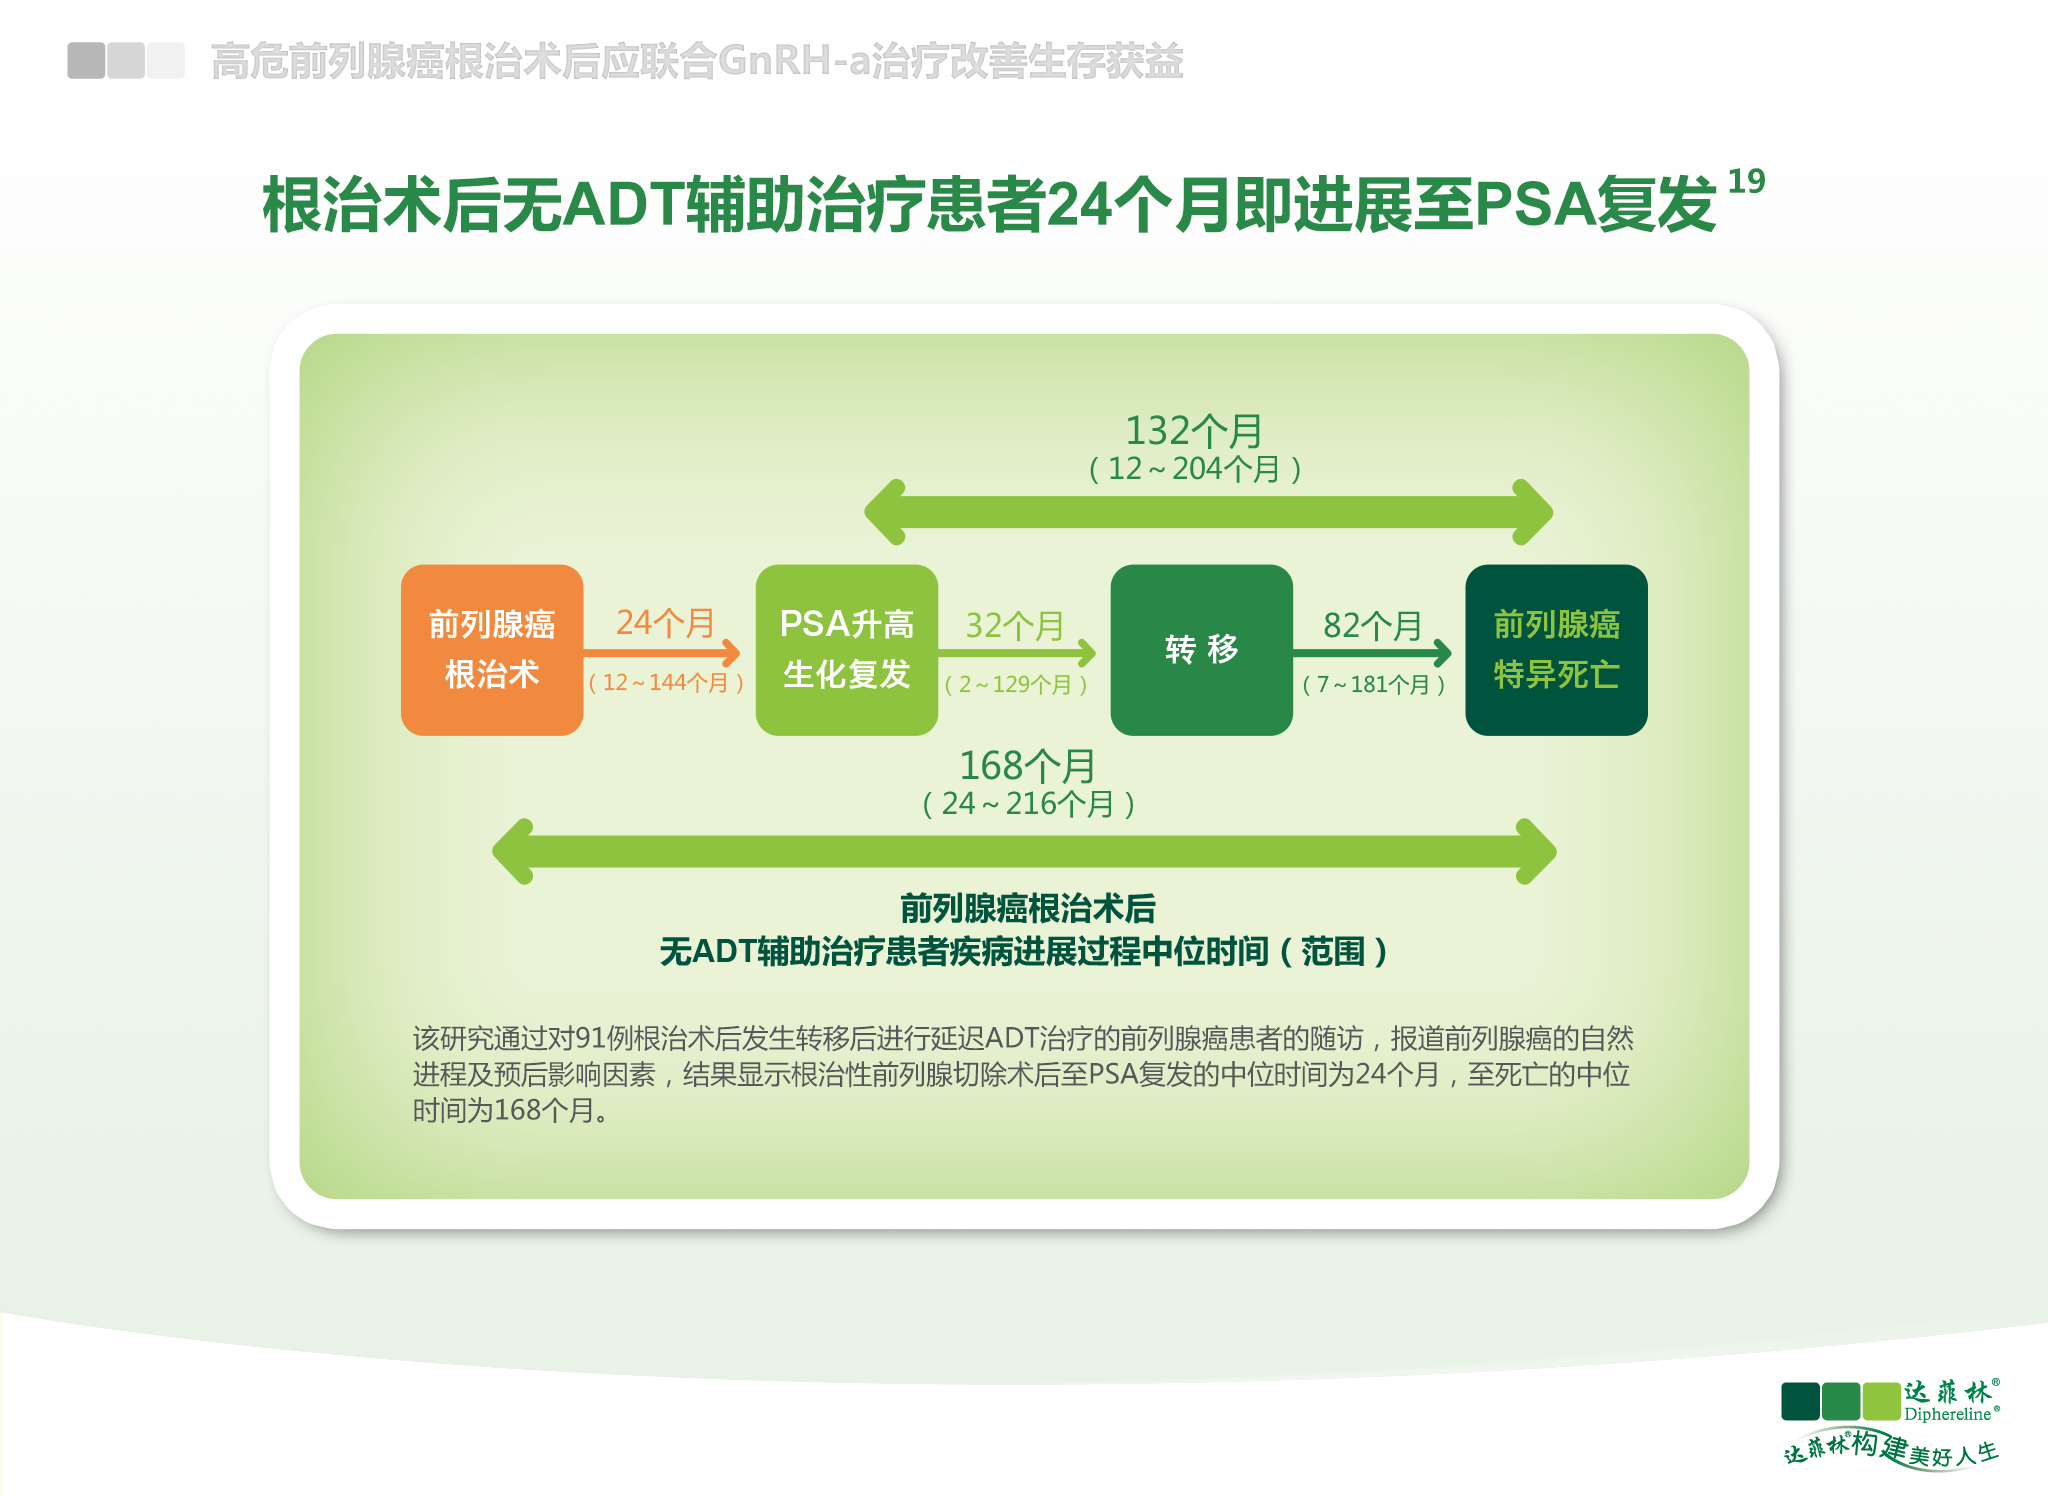 高危前列腺癌根治术后应联合GnRH-a治疗改善生存获益
根治术后无ADT辅助治疗患者24个月即进展至PSA复发19
132个月
（12～204个月）
前列腺癌
根治术
24个月
（12～144个月）
PSA升高
生化复发
32个月
（2～129个月）
转 移
82个月
（7～181个月）
前列腺癌
特异死亡
168个月
（24～216个月）
前列腺癌根治术后
无ADT辅助治疗患者疾病进展过程中位时间（范围）
该研究通过对91例根治术后发生转移后进行延迟ADT治疗的前列腺癌患者的随访，报道前列腺癌的自然
进程及预后影响因素，结果显示根治性前列腺切除术后至PSA复发的中位时间为24个月，至死亡的中位
时间为168个月。
达菲林®
Diphereline®
达菲林®构建美好人生